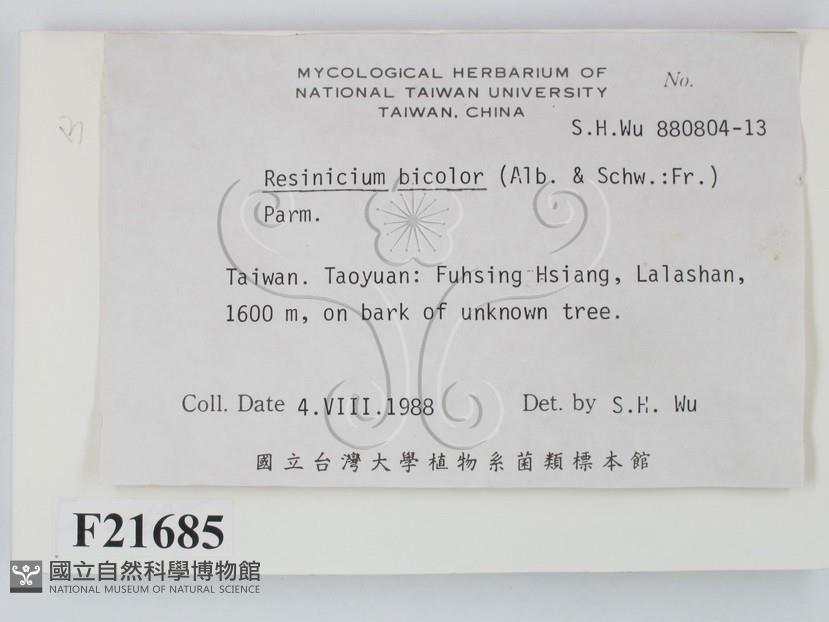 MYCOLOGICAL HERBARIUM OF
NATIONAL TAIWAN UNIVERSITY
TAIWAN, CHINA
No.
S.H.Wu 880804-13
Resinicium bicolor (Alb. & Schw.:Fr.)
Parm.
Taiwan. Taoyuan: Fuhsing Hsiang, Lalashan,
1600 m, on bark of unknown tree.
Coll. Date 4.VIII.1988 Det. by S.H. Wu
國立台灣大學植物系菌類標本館
F21685
國立自然科學博物館
NATIONAL MUSEUM OF NATURAL SCIENCE